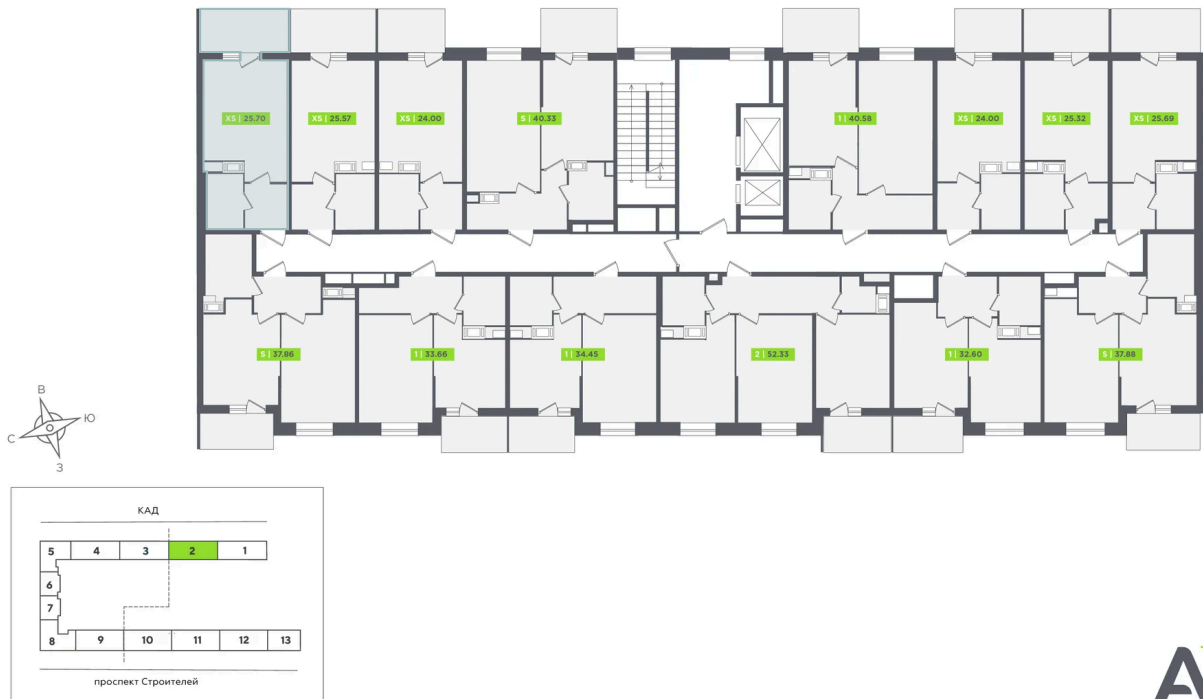 XS | 25.70
XS | 25.57
XS | 24.00
S | 40.33
1 | 40.58
XS | 24.00
XS | 25.32
XS | 25.69
S | 37.86
1 | 33.66
1 | 34.45
2 | 52.33
1 | 32.60
S | 37.88
В
Ю
С
З
КАД
5 4 3 2 1
6
7
8 9 10 11 12 13
проспект Строителей